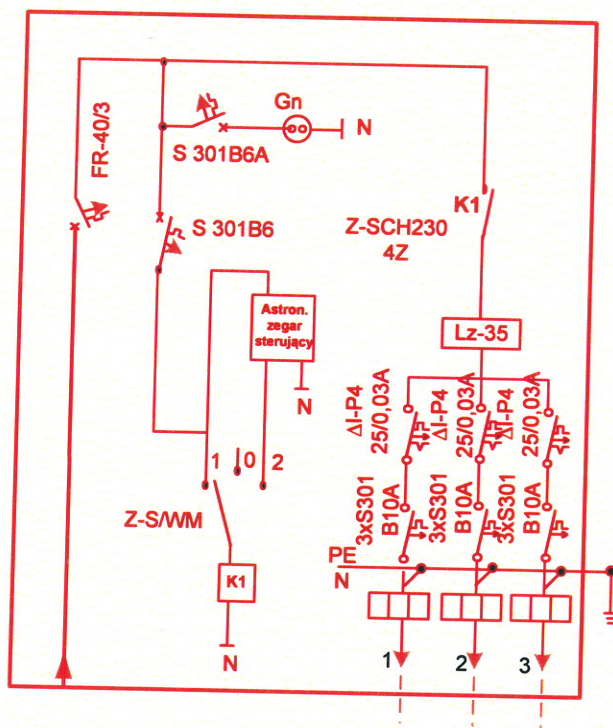 FR-40/3
Gn
N
S 301B6A
S 301B6
K1
Z-SCH230
4Z
Astron.
zegar
sterujący
N
Lz-35
ΔI-P4
25/0,03A
ΔI-P4
25/0,03A
ΔI-P4
25/0,03A
1
0
2
Z-S/WM
K1
N
3xS301
B10A
3xS301
B10A
3xS301
B10A
PE
N
1
2
3